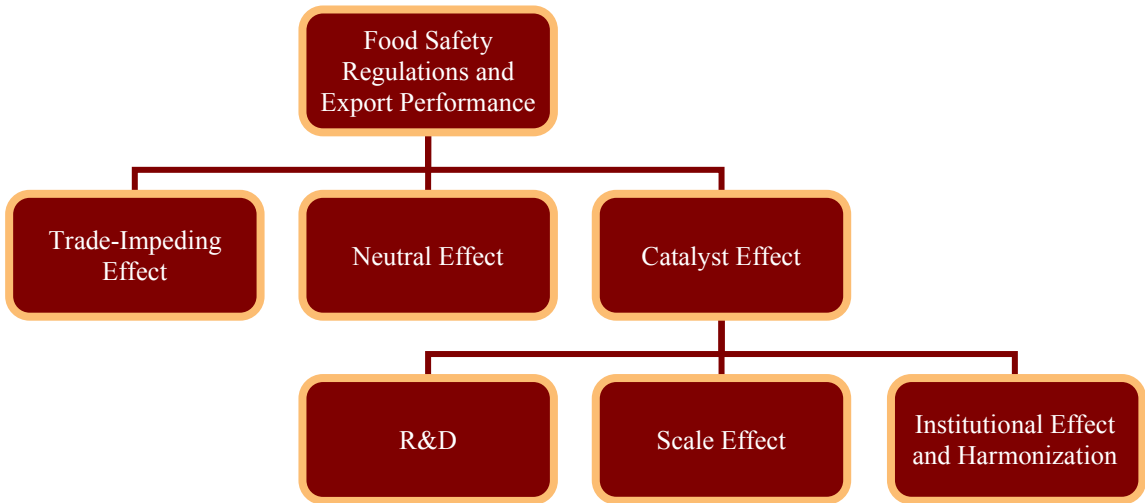 Food Safety
Regulations and
Export Performance
Trade-Impeding
Effect
Neutral Effect
Catalyst Effect
R&D
Scale Effect
Institutional Effect
and Harmonization